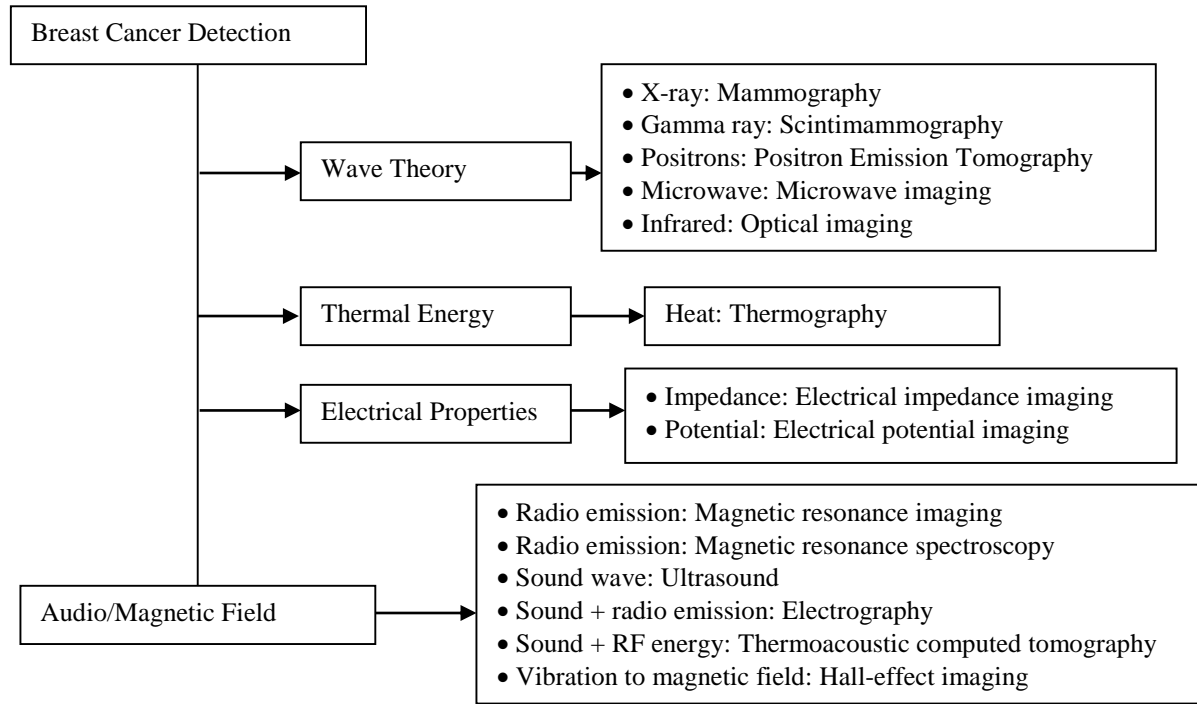 Breast Cancer Detection
Wave Theory
• X-ray: Mammography
• Gamma ray: Scintimammography
• Positrons: Positron Emission Tomography
• Microwave: Microwave imaging
• Infrared: Optical imaging
Thermal Energy
Heat: Thermography
Electrical Properties
• Impedance: Electrical impedance imaging
• Potential: Electrical potential imaging
Audio/Magnetic Field
• Radio emission: Magnetic resonance imaging
• Radio emission: Magnetic resonance spectroscopy
• Sound wave: Ultrasound
• Sound + radio emission: Electrography
• Sound + RF energy: Thermoacoustic computed tomography
• Vibration to magnetic field: Hall-effect imaging